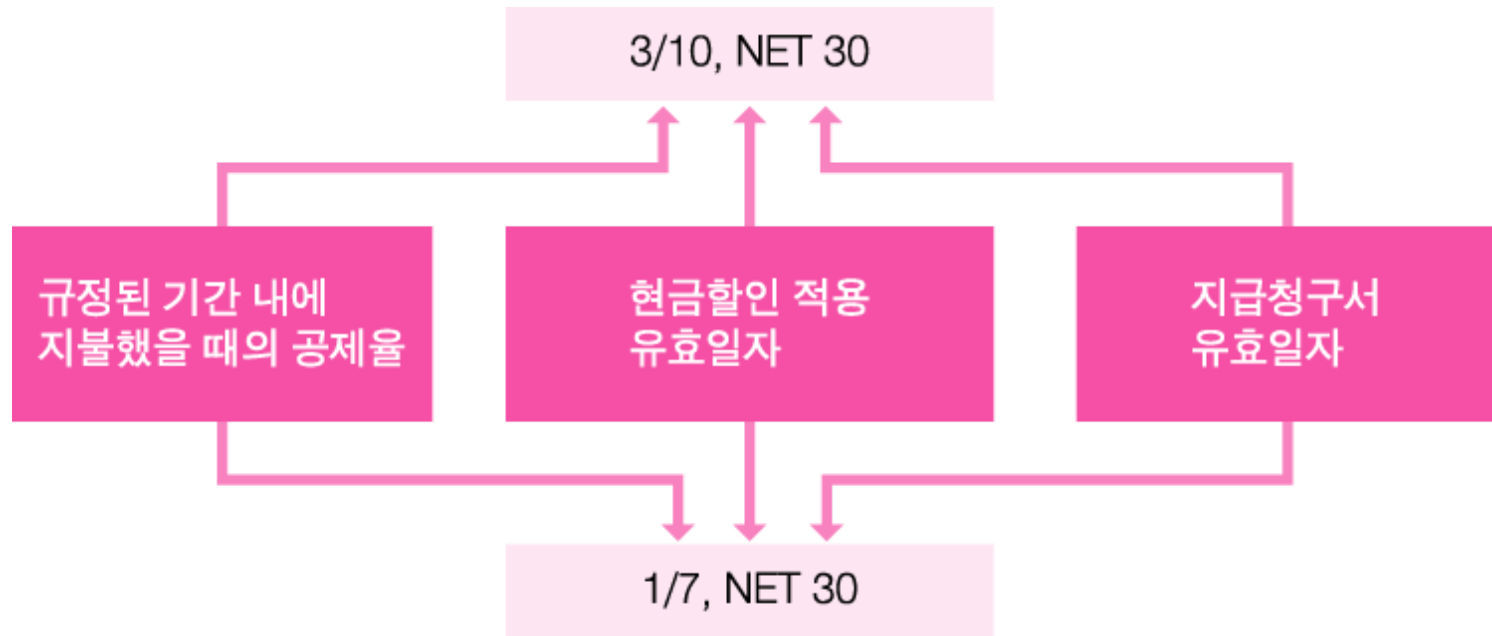 3/10, NET 30
규정된 기간 내에
지불했을 때의 공제율
현금할인 적용
유효일자
지급청구서
유효일자
1/7, NET 30